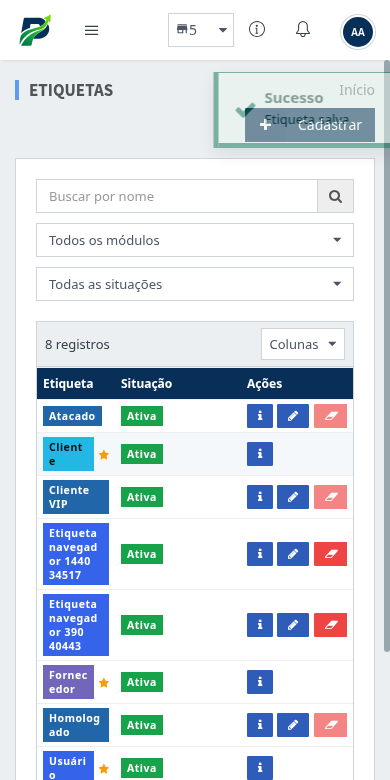 5
AA
ETIQUETAS
Início
Sucesso
Etiqueta salva
Cadastrar
Buscar por nome
Todos os módulos
Todas as situações
8 registros
Colunas
Etiqueta Situação Ações
Atacado Ativa
Client
e
Ativa
Cliente
VIP
Ativa
Etiqueta
navegad
or 1440
34517
Ativa
Etiqueta
navegad
or 390
40443
Ativa
Fornec
edor
Ativa
Homolog
ado
Ativa
Usuári
o
Ativa